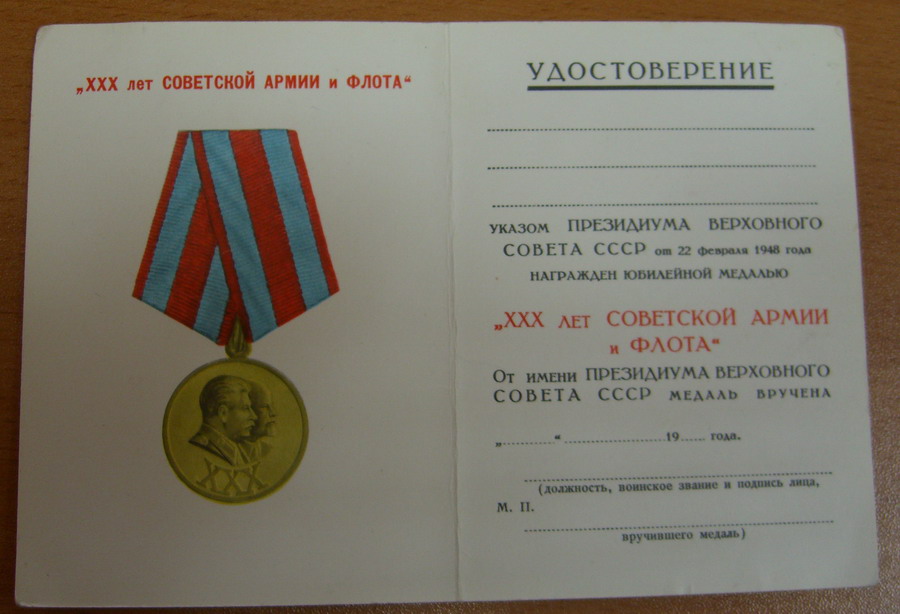 „XXX лет СОВЕТСКОЙ АРМИИ и ФЛОТА“
XXX
УДОСТОВЕРЕНИЕ
УКАЗОМ ПРЕЗИДИУМА ВЕРХОВНОГО
СОВЕТА СССР от 22 февраля 1948 года
НАГРАЖДЕН ЮБИЛЕЙНОЙ МЕДАЛЬЮ
„XXX ЛЕТ СОВЕТСКОЙ АРМИИ
и ФЛОТА“
От имени ПРЕЗИДИУМА ВЕРХОВНОГО
СОВЕТА СССР МЕДАЛЬ ВРУЧЕНА
„..........“ ....................19...... года.
(должность, воинское звание и подпись лица,
М. П.
вручившего медаль)